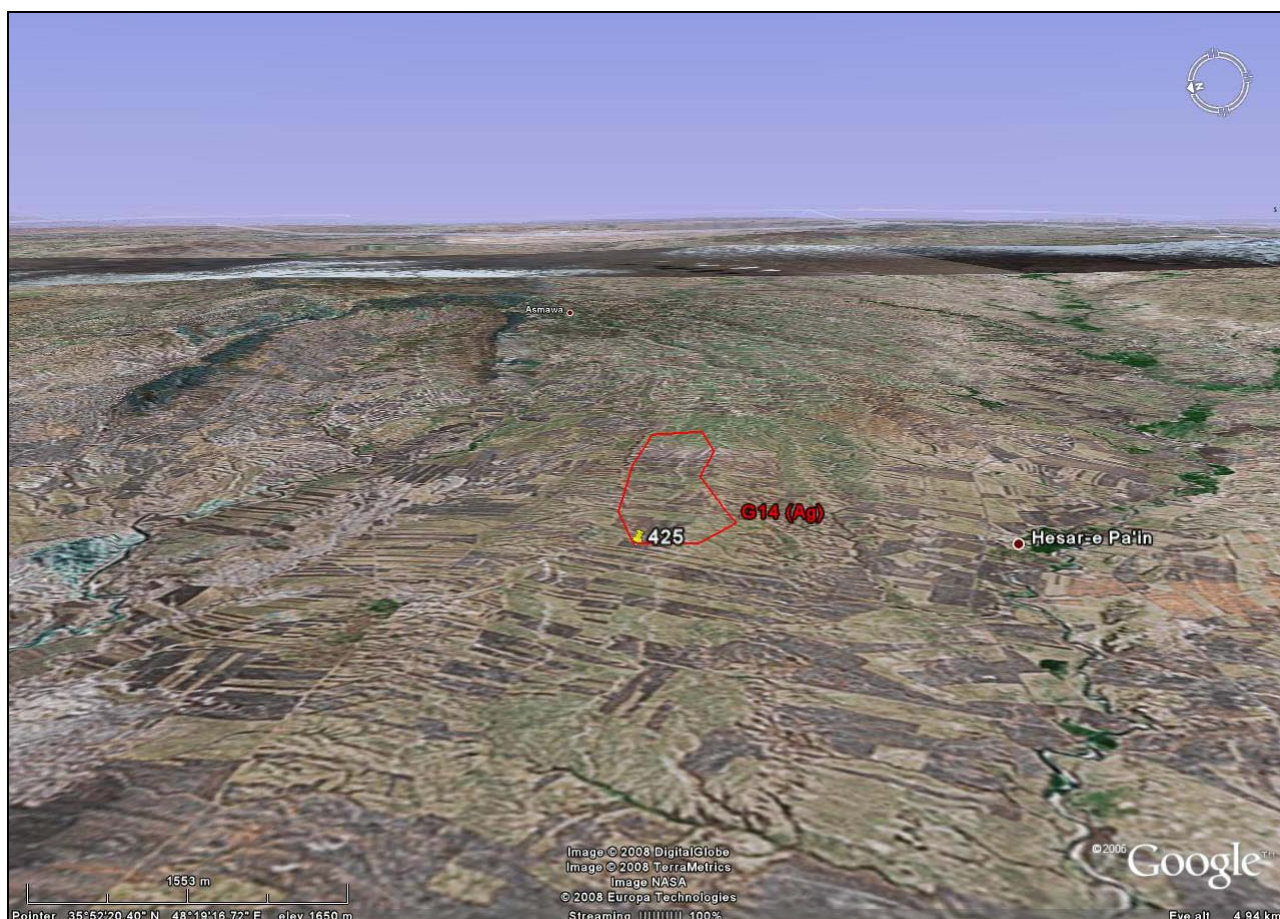 N
Asmawa
G14 (Ag)
425
Hesar-e Pa'in
Image © 2008 DigitalGlobe
Image © 2008 TerraMetrics
Image NASA
© 2008 Europa Technologies
©2006 Google™
1553 m
Pointer 35°52'20.40" N 48°19'16.72" E elev 1650 m
Streaming ||||||||| 100%
Eye alt 4.94 km